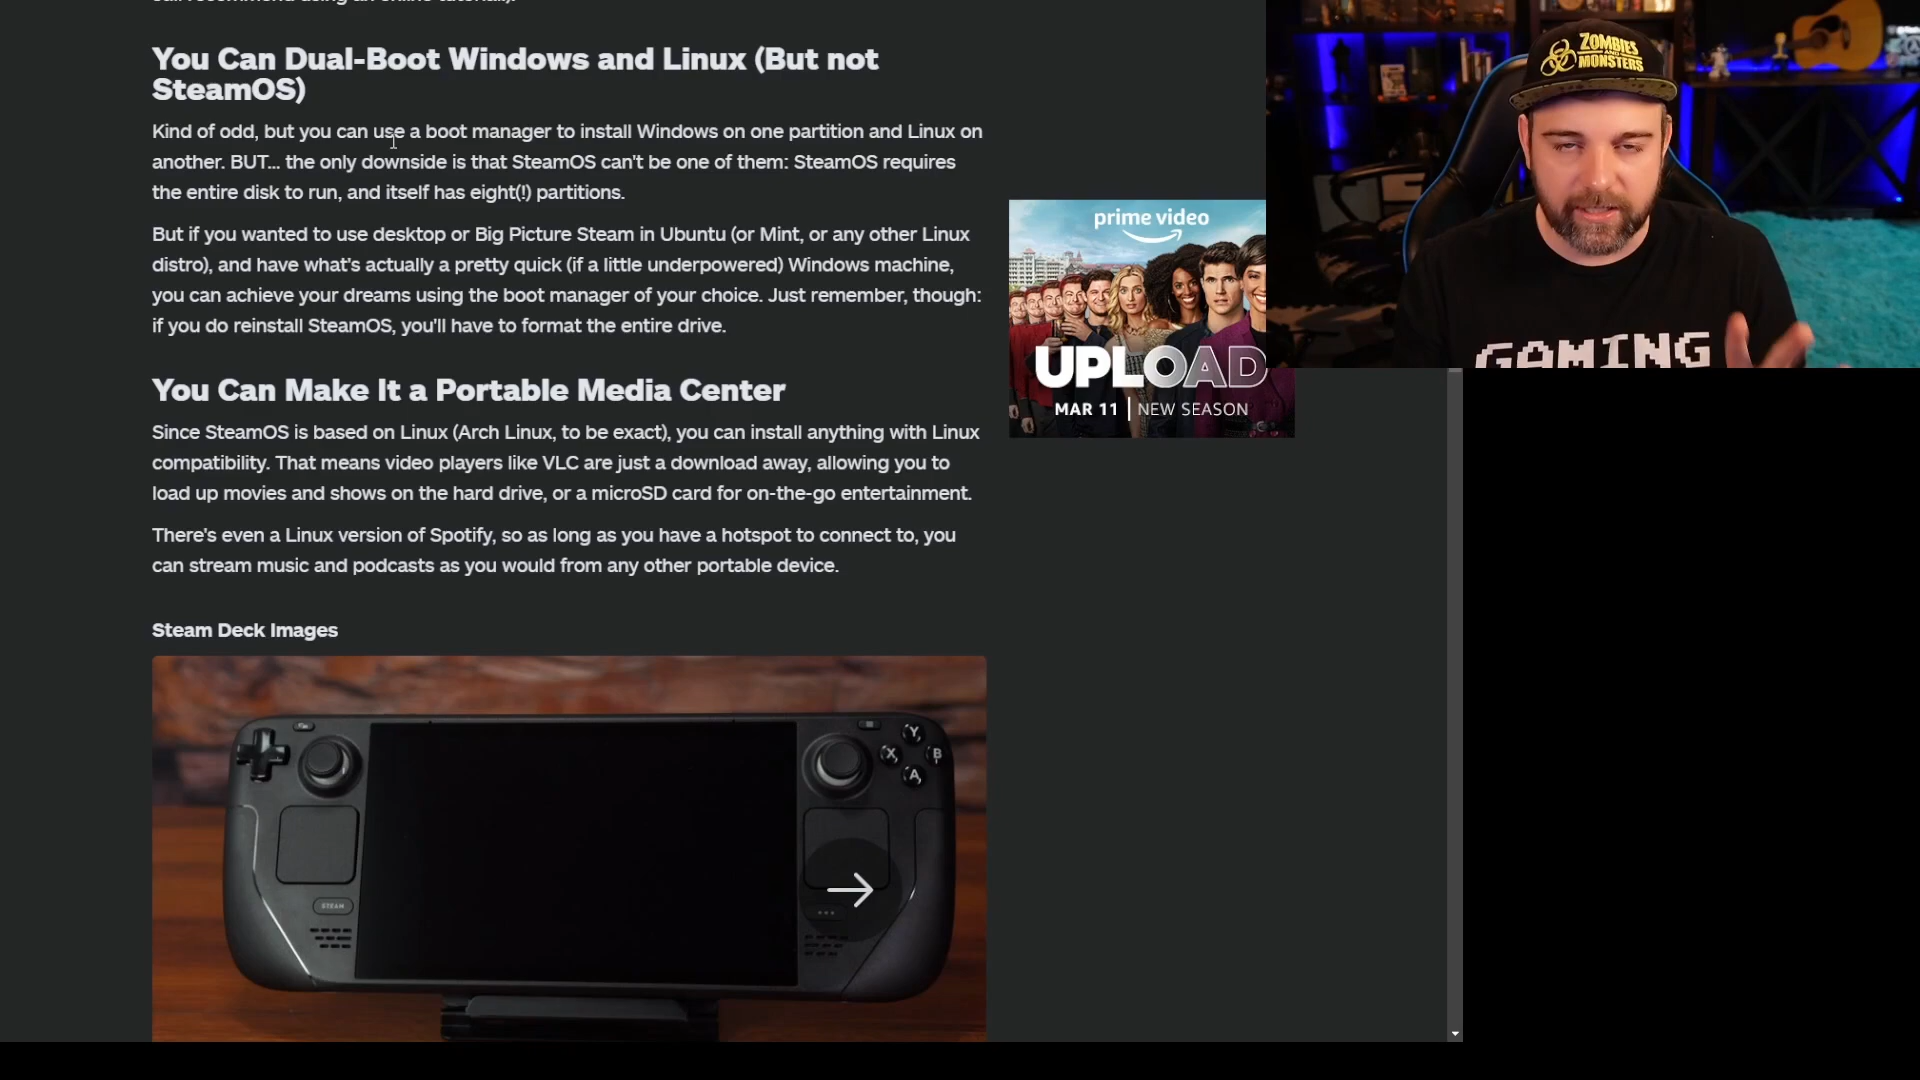 You Can Dual-Boot Windows and Linux (But not
SteamOS)
Kind of odd, but you can use a boot manager to install Windows on one partition and Linux on
another. BUT... the only downside is that SteamOS can't be one of them: SteamOS requires
the entire disk to run, and itself has eight(!) partitions.
But if you wanted to use desktop or Big Picture Steam in Ubuntu (or Mint, or any other Linux
distro), and have what's actually a pretty quick (if a little underpowered) Windows machine,
you can achieve your dreams using the boot manager of your choice. Just remember, though:
if you do reinstall SteamOS, you'll have to format the entire drive.
You Can Make It a Portable Media Center
Since SteamOS is based on Linux (Arch Linux, to be exact), you can install anything with Linux
compatibility. That means video players like VLC are just a download away, allowing you to
load up movies and shows on the hard drive, or a microSD card for on-the-go entertainment.
There's even a Linux version of Spotify, so as long as you have a hotspot to connect to, you
can stream music and podcasts as you would from any other portable device.
Steam Deck Images
Y
X
B
A
STEAM
prime video
UPLOAD
MAR 11 | NEW SEASON
ZOMBIES
AND
MONSTERS
GAMING